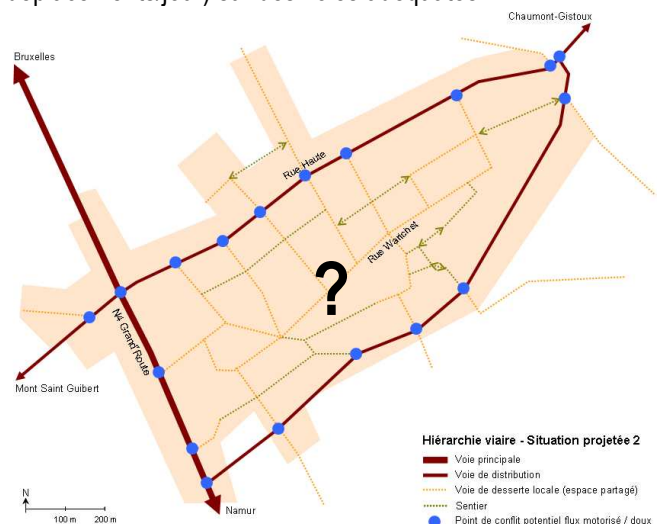 Chaumont-Gistoux
Bruxelles
Rue Haute
Rue Warichet
?
N4 Grand'Route
Mont Saint Guibert
Namur
N
100 m 200 m
Hiérarchie viaire - Situation projetée 2
Voie principale
Voie de distribution
Voie de desserte locale (espace partagé)
Sentier
Point de conflit potentiel flux motorisé / doux